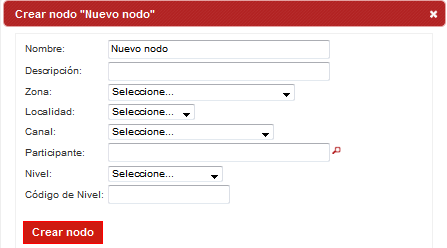 Crear nodo "Nuevo nodo"
Nombre: Nuevo nodo
Descripción:
Zona: Seleccione...
Localidad: Seleccione...
Canal: Seleccione...
Participante:
Nivel: Seleccione...
Código de Nivel:
Crear nodo